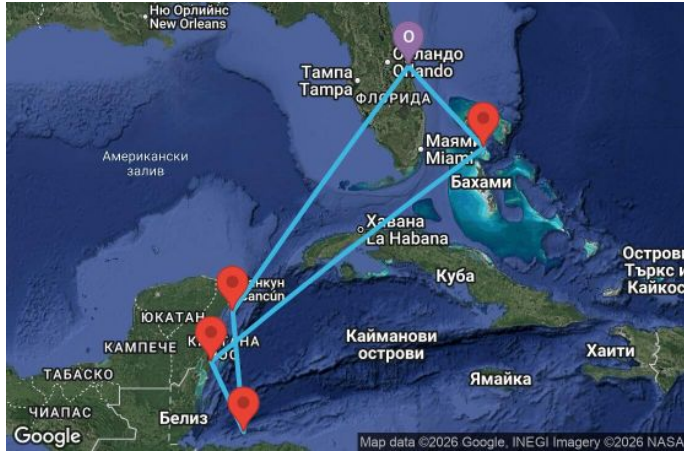 Ню Орлийнс
New Orleans
O
Орландо
Orlando
Тампа
Tampa
ФЛОРИДА
Маями
Miami
Американски
залив
Бахами
Хавана
La Habana
Cancún
Куба
Острови
Търкс и
Кайкос
ЮКАТАН
КАМПЕЧЕ
Кайманови
острови
Хаити
ТАБАСКО
Ямайка
ЧИАПАС
Белиз
Google
Map data ©2026 Google, INEGI Imagery ©2026 NASA